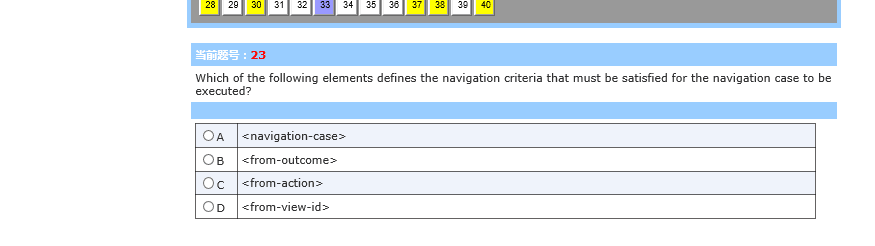 28 29 30 31 32 33 34 35 36 37 38 39 40
当前题号：23
Which of the following elements defines the navigation criteria that must be satisfied for the navigation case to be
executed?
A <navigation-case>
B <from-outcome>
C <from-action>
D <from-view-id>